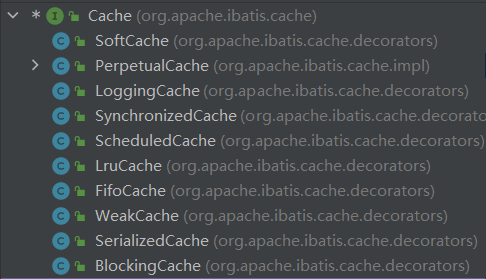 * I Cache (org.apache.ibatis.cache)
C SoftCache (org.apache.ibatis.cache.decorators)
C PerpetualCache (org.apache.ibatis.cache.impl)
C LoggingCache (org.apache.ibatis.cache.decorators)
C SynchronizedCache (org.apache.ibatis.cache.decorato
C ScheduledCache (org.apache.ibatis.cache.decorators)
C LruCache (org.apache.ibatis.cache.decorators)
C FifoCache (org.apache.ibatis.cache.decorators)
C WeakCache (org.apache.ibatis.cache.decorators)
C SerializedCache (org.apache.ibatis.cache.decorators)
C BlockingCache (org.apache.ibatis.cache.decorators)